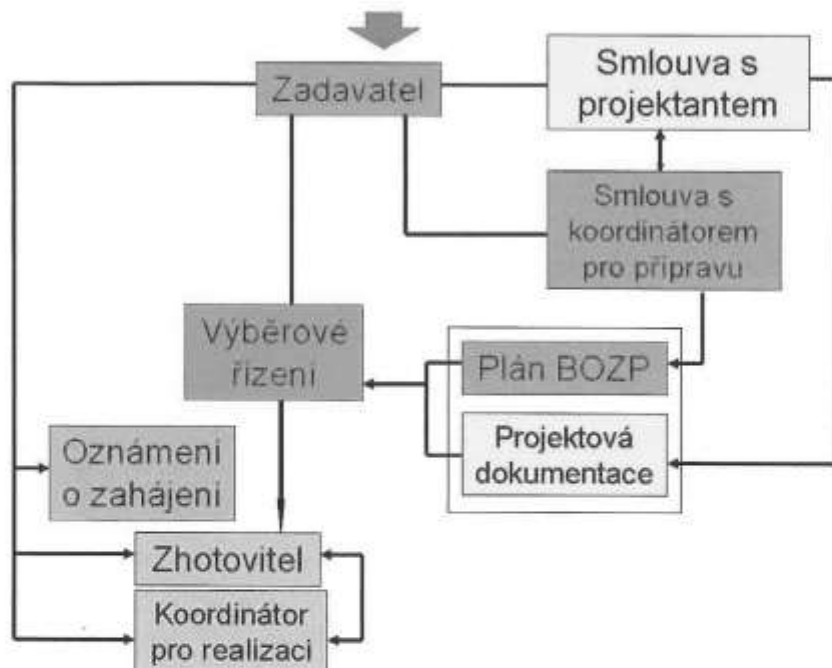 Zadavatel
Smlouva s
projektantem
Smlouva s
koordinátorem
pro přípravu
Výběrové
řízení
Plán BOZP
Projektová
dokumentace
Oznámení
o zahájení
Zhotovitel
Koordinátor
pro realizaci